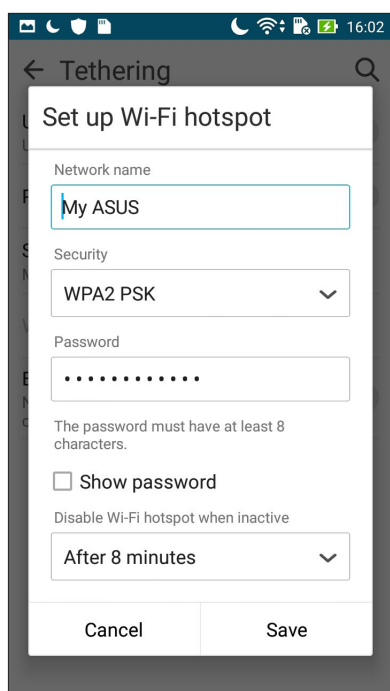 16:02
Tethering
Set up Wi-Fi hotspot
Network name
My ASUS
Security
WPA2 PSK
Password
••••••••••••
The password must have at least 8
characters.
Show password
Disable Wi-Fi hotspot when inactive
After 8 minutes
Cancel Save